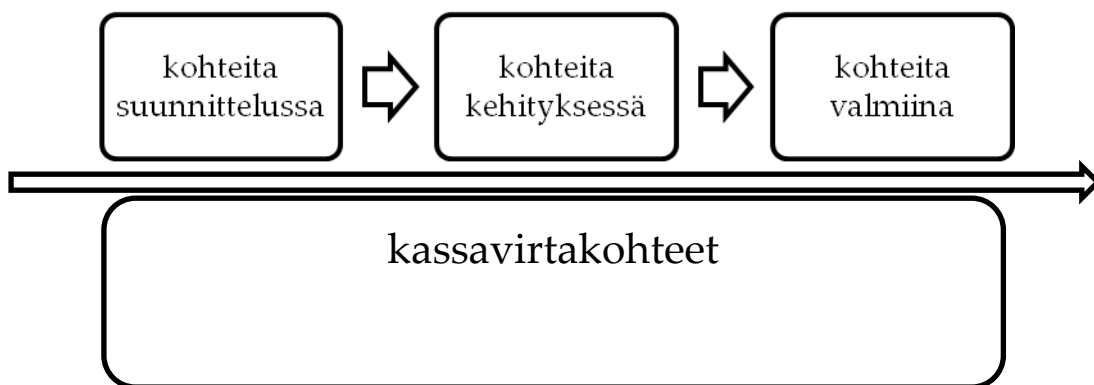 kohteita
suunnittelussa
kohteita
kehityksessä
kohteita
valmiina
kassavirtakohteet